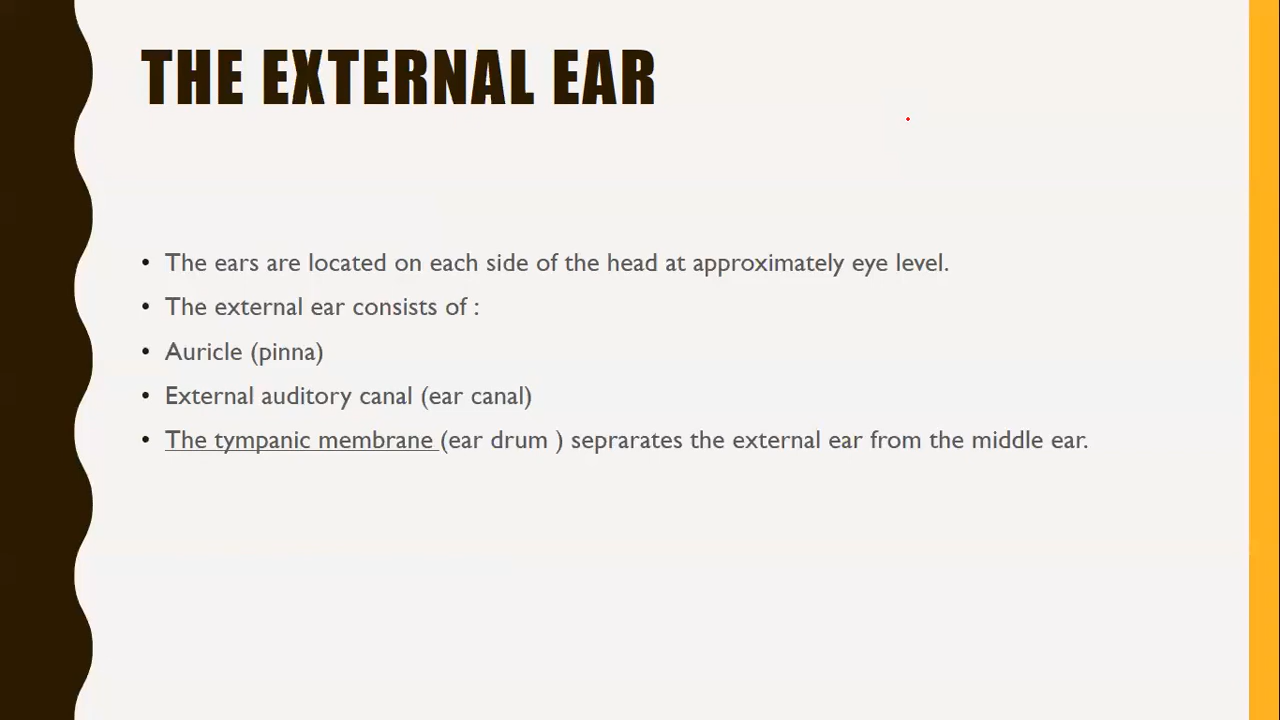 THE EXTERNAL EAR
• The ears are located on each side of the head at approximately eye level.
• The external ear consists of :
• Auricle (pinna)
• External auditory canal (ear canal)
• The tympanic membrane (ear drum ) seprarates the external ear from the middle ear.